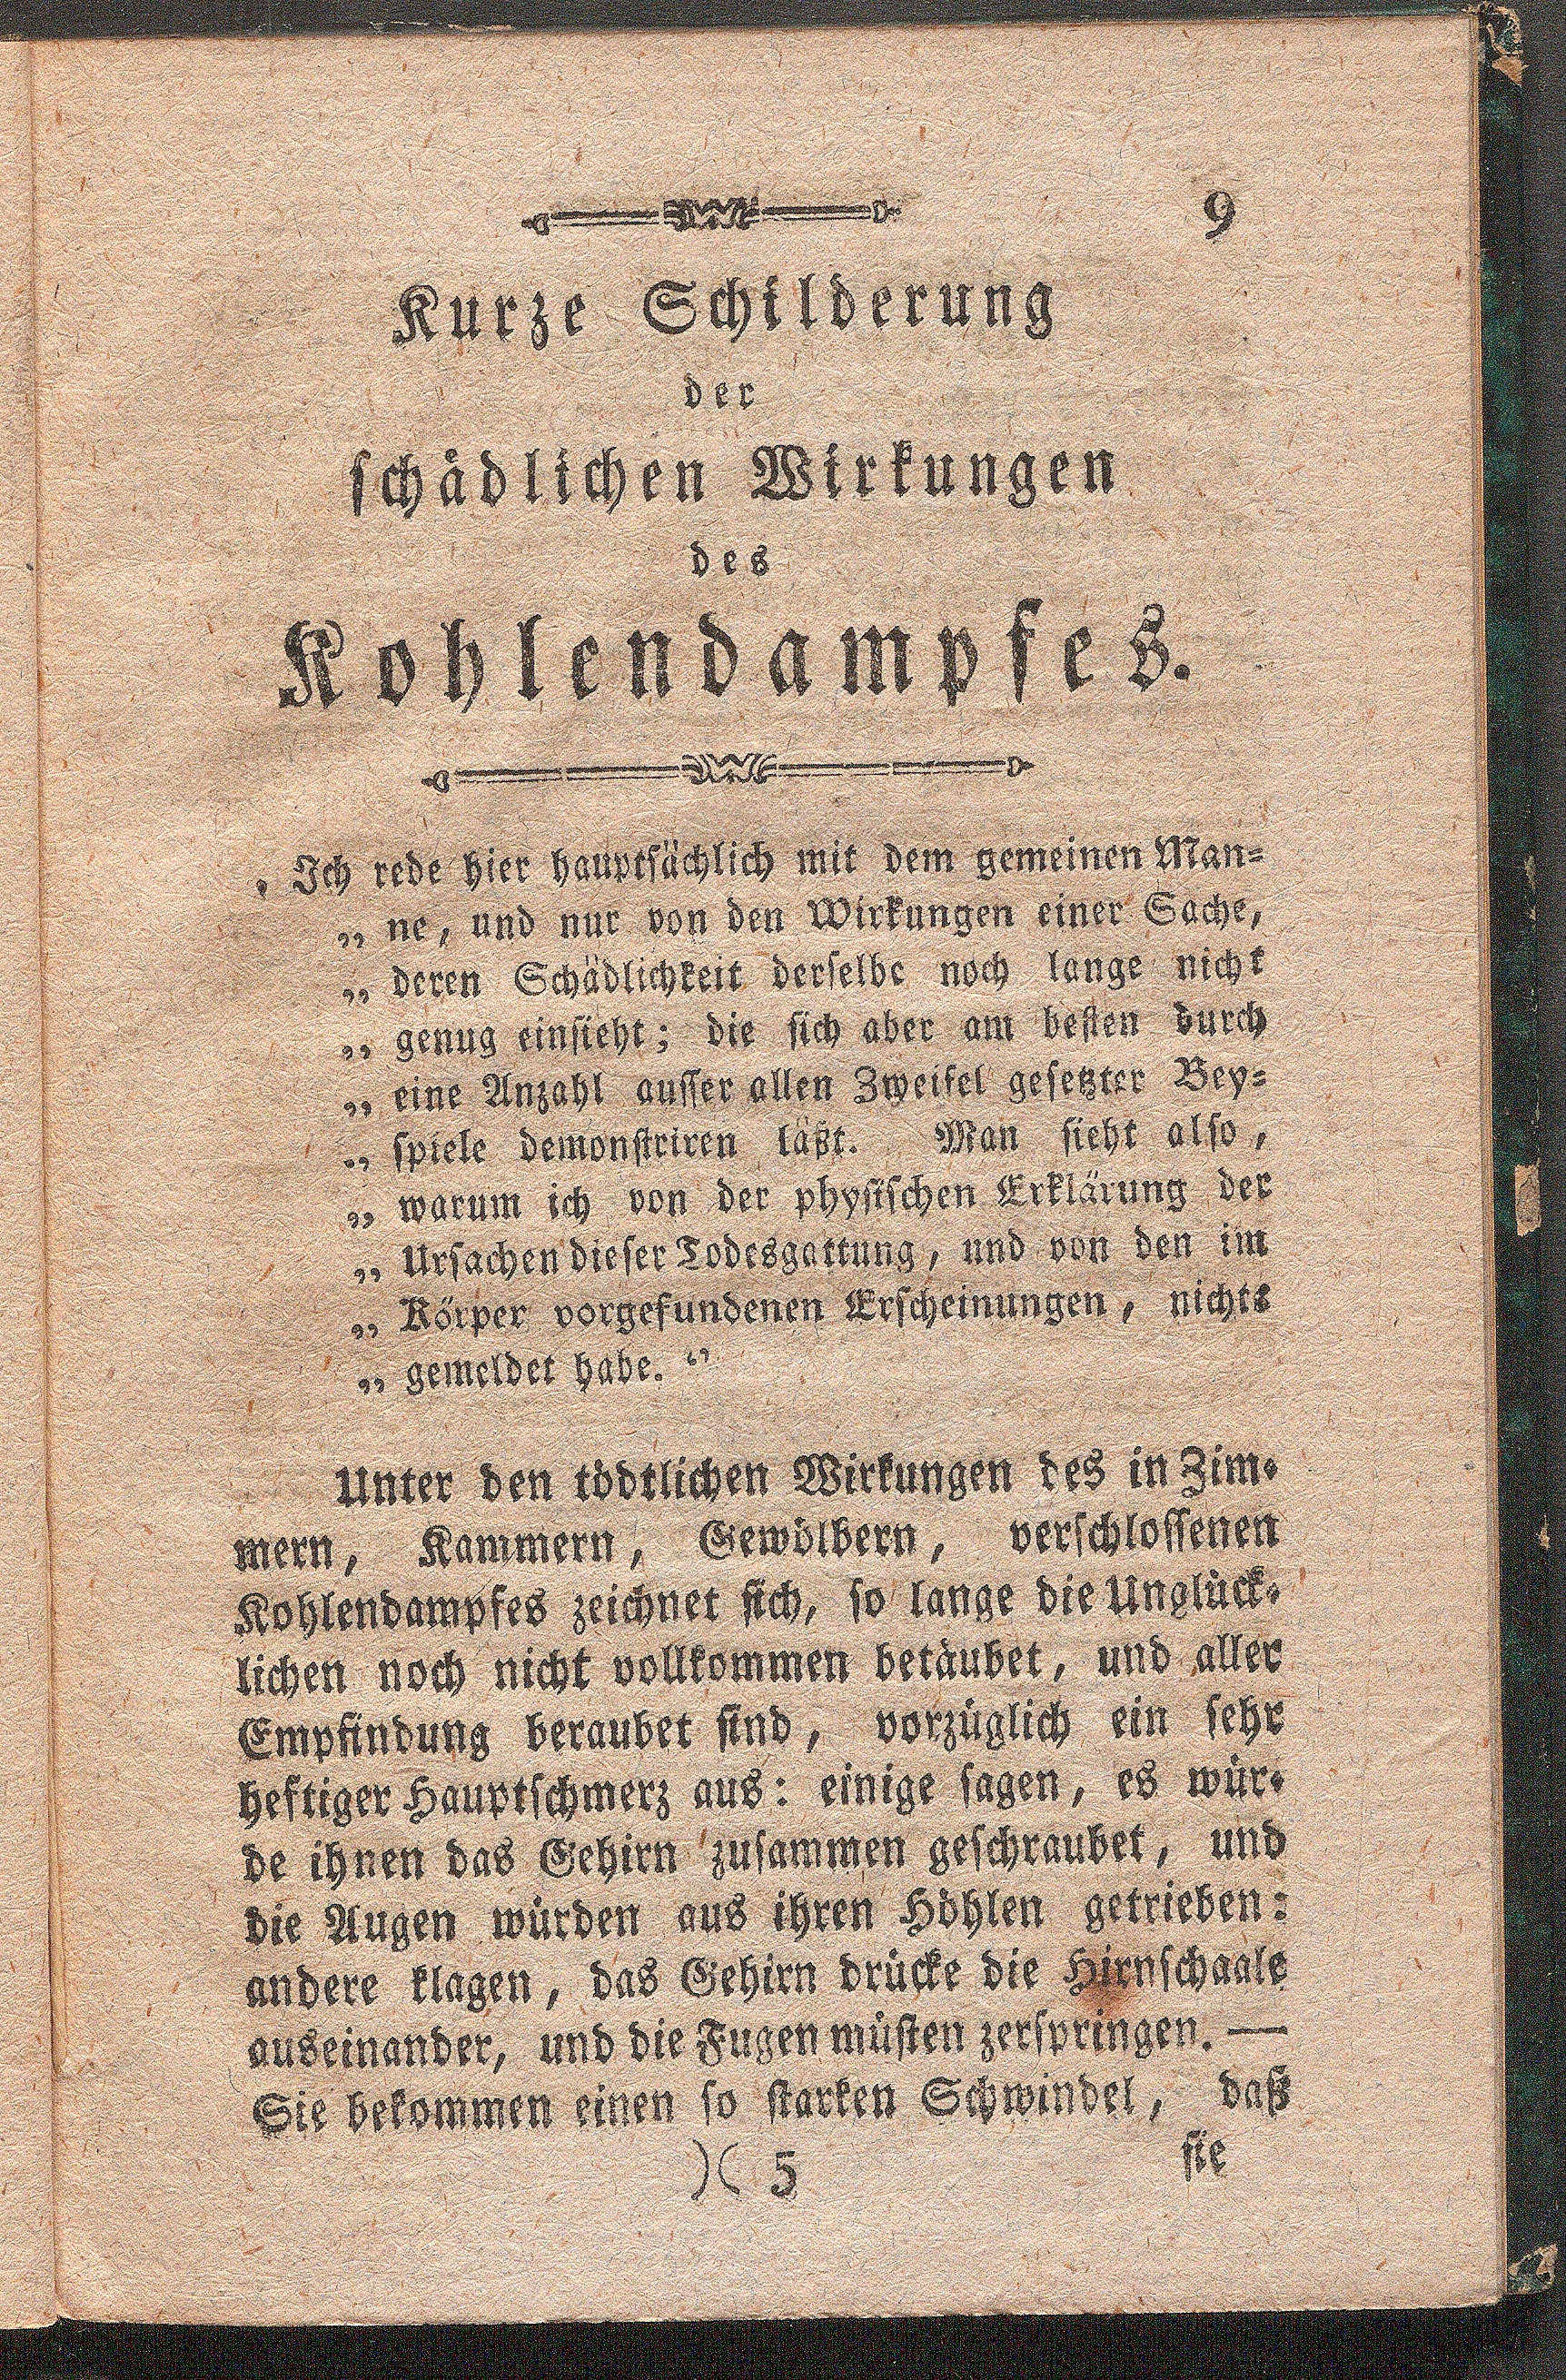 9
Kurze Schilderung
der
schädlichen Wirkungen
des
Kohlendampfes.
„ Ich rede hier hauptsächlich mit dem gemeinen Man-
„ ne, und nur von den Wirkungen einer Sache,
„ deren Schädlichkeit derselbe noch lange nicht
„ genug einsieht; die sich aber am besten durch
„ eine Anzahl ausser allen Zweifel gesetzter Bey-
„ spiele demonstriren läßt. Man sieht also,
„ warum ich von der physischen Erklärung der
„ Ursachen dieser Todesgattung, und von den im
„ Körper vorgefundenen Erscheinungen, nichts
„ gemeldet habe. “
Unter den tödtlichen Wirkungen des in Zim-
mern, Kammern, Gewölbern, verschlossenen
Kohlendampfes zeichnet sich, so lange die Unglück-
lichen noch nicht vollkommen betäubet, und aller
Empfindung beraubet sind, vorzüglich ein sehr
heftiger Hauptschmerz aus: einige sagen, es wür-
de ihnen das Gehirn zusammen geschraubet, und
die Augen würden aus ihren Höhlen getrieben:
andere klagen, das Gehirn drücke die Hirnschaale
auseinander, und die Fugen müsten zerspringen. —
Sie bekommen einen so starken Schwindel, daß
)( 5 sie